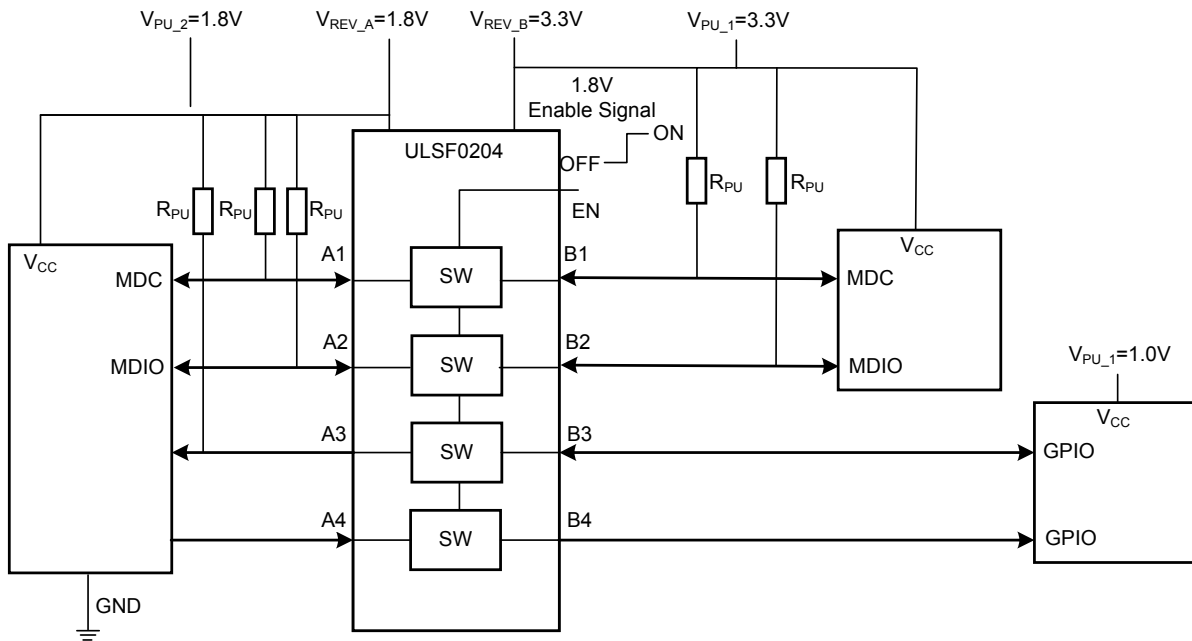 V_PU_2=1.8V
V_REV_A=1.8V
V_REV_B=3.3V
V_PU_1=3.3V
1.8V
Enable Signal
ON
OFF
ULSF0204
EN
R_PU
R_PU
R_PU
R_PU
R_PU
V_CC
MDC
A1
SW
B1
V_CC
MDC
MDIO
A2
SW
B2
MDIO
V_PU_1=1.0V
V_CC
A3
SW
B3
GPIO
A4
SW
B4
GPIO
GND